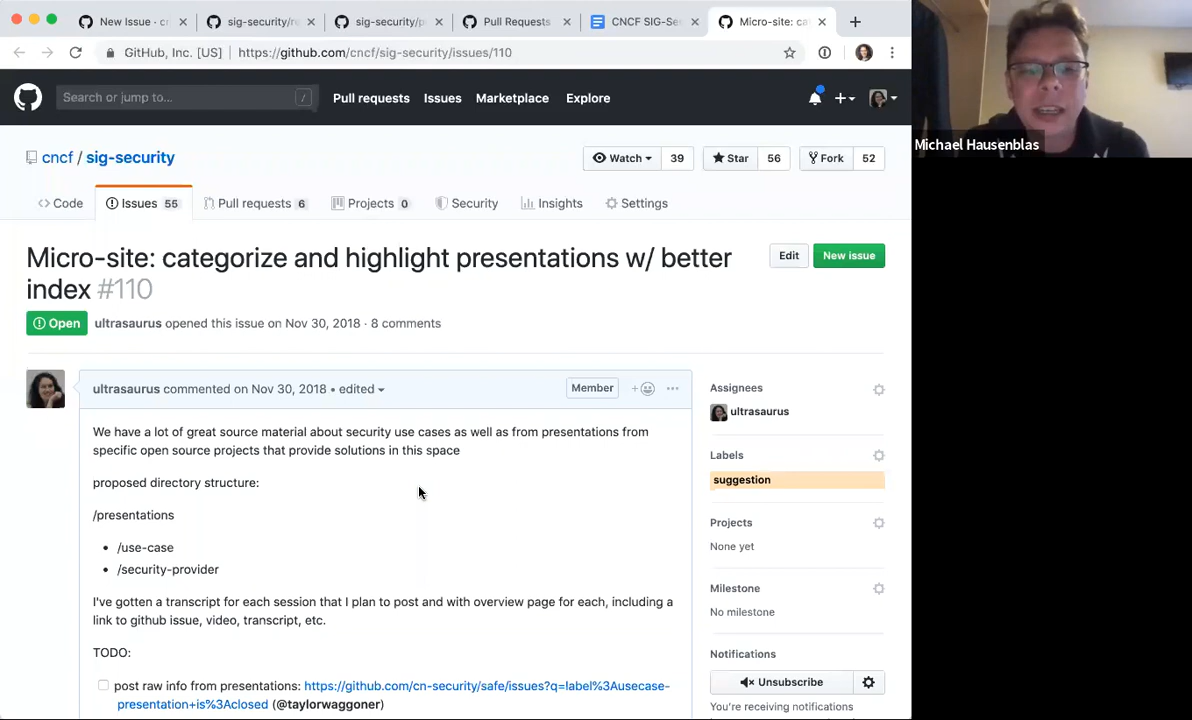 New Issue · c
sig-security/r
sig-security/p
Pull Requests
CNCF SIG-Se
Micro-site: ca
GitHub, Inc. [US] https://github.com/cncf/sig-security/issues/110
Search or jump to... /
Pull requests Issues Marketplace Explore
Michael Hausenblas
cncf / sig-security
Watch 39 Star 56 Fork 52
Code Issues 55 Pull requests 6 Projects 0 Security Insights Settings
Micro-site: categorize and highlight presentations w/ better
index #110
Edit New issue
Open ultrasaurus opened this issue on Nov 30, 2018 · 8 comments
ultrasaurus commented on Nov 30, 2018 • edited Member
We have a lot of great source material about security use cases as well as from presentations from
specific open source projects that provide solutions in this space
proposed directory structure:
/presentations
• /use-case
• /security-provider
I've gotten a transcript for each session that I plan to post and with overview page for each, including a
link to github issue, video, transcript, etc.
TODO:
post raw info from presentations: https://github.com/cn-security/safe/issues?q=label%3Ausecase-
presentation+is%3Aclosed (@taylorwaggoner)
Assignees
ultrasaurus
Labels
suggestion
Projects
None yet
Milestone
No milestone
Notifications
Unsubscribe
You're receiving notifications